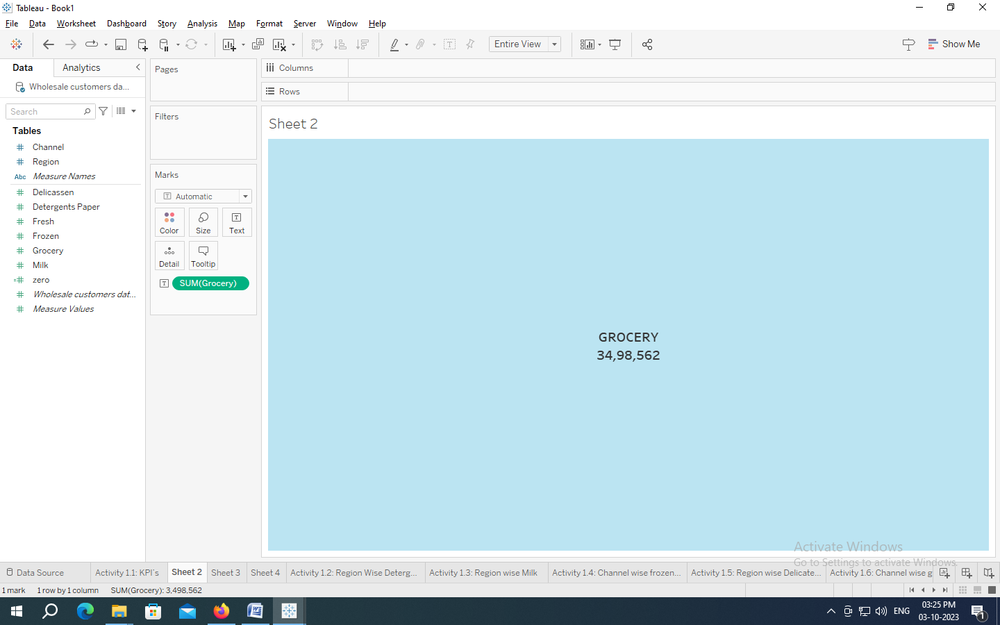 Tableau - Book1
File Data Worksheet Dashboard Story Analysis Map Format Server Window Help
Entire View
Show Me
Data Analytics
Wholesale customers da...
Search
Tables
Channel
Region
Abc Measure Names
Delicassen
Detergents Paper
Fresh
Frozen
Grocery
Milk
zero
Wholesale customers dat...
Measure Values
Pages
Filters
Marks
Automatic
Color Size Text
Detail Tooltip
SUM(Grocery)
Columns
Rows
Sheet 2
GROCERY
34,98,562
Activate Windows
Go to Settings to activate Windows.
Data Source Activity 1.1: KPI's Sheet 2 Sheet 3 Sheet 4 Activity 1.2: Region Wise Deterg... Activity 1.3: Region wise Milk Activity 1.4: Channel wise frozen... Activity 1.5: Region wise Delicate... Activity 1.6: Channel wise g
1 mark 1 row by 1 column SUM(Grocery): 3,498,562
ENG
03:25 PM
03-10-2023
1